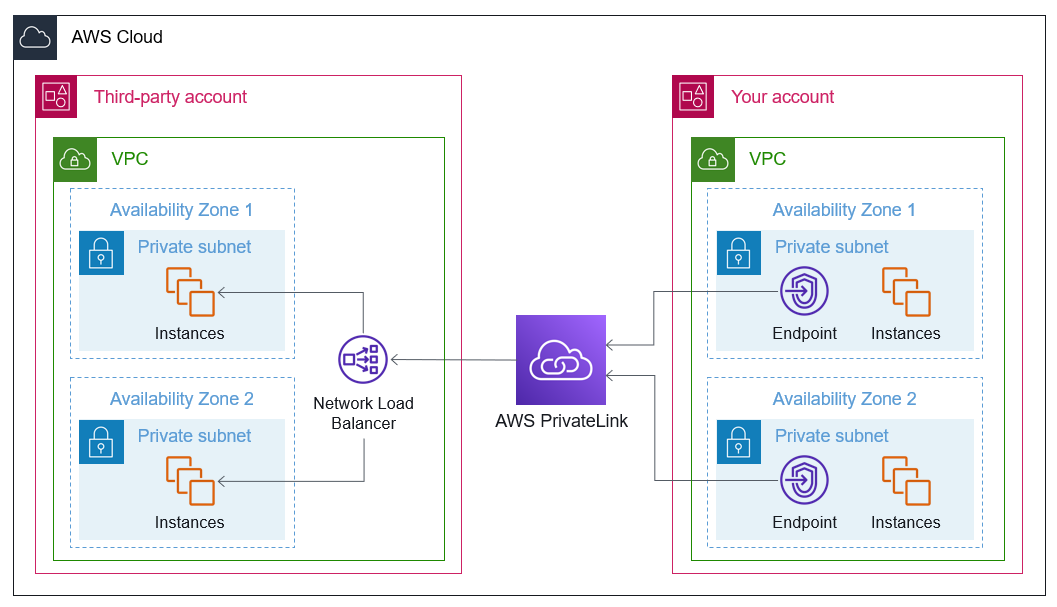 AWS Cloud
Third-party account
VPC
Availability Zone 1
Private subnet
Instances
Availability Zone 2
Private subnet
Instances
Network Load
Balancer
AWS PrivateLink
Your account
VPC
Availability Zone 1
Private subnet
Endpoint
Instances
Availability Zone 2
Private subnet
Endpoint
Instances